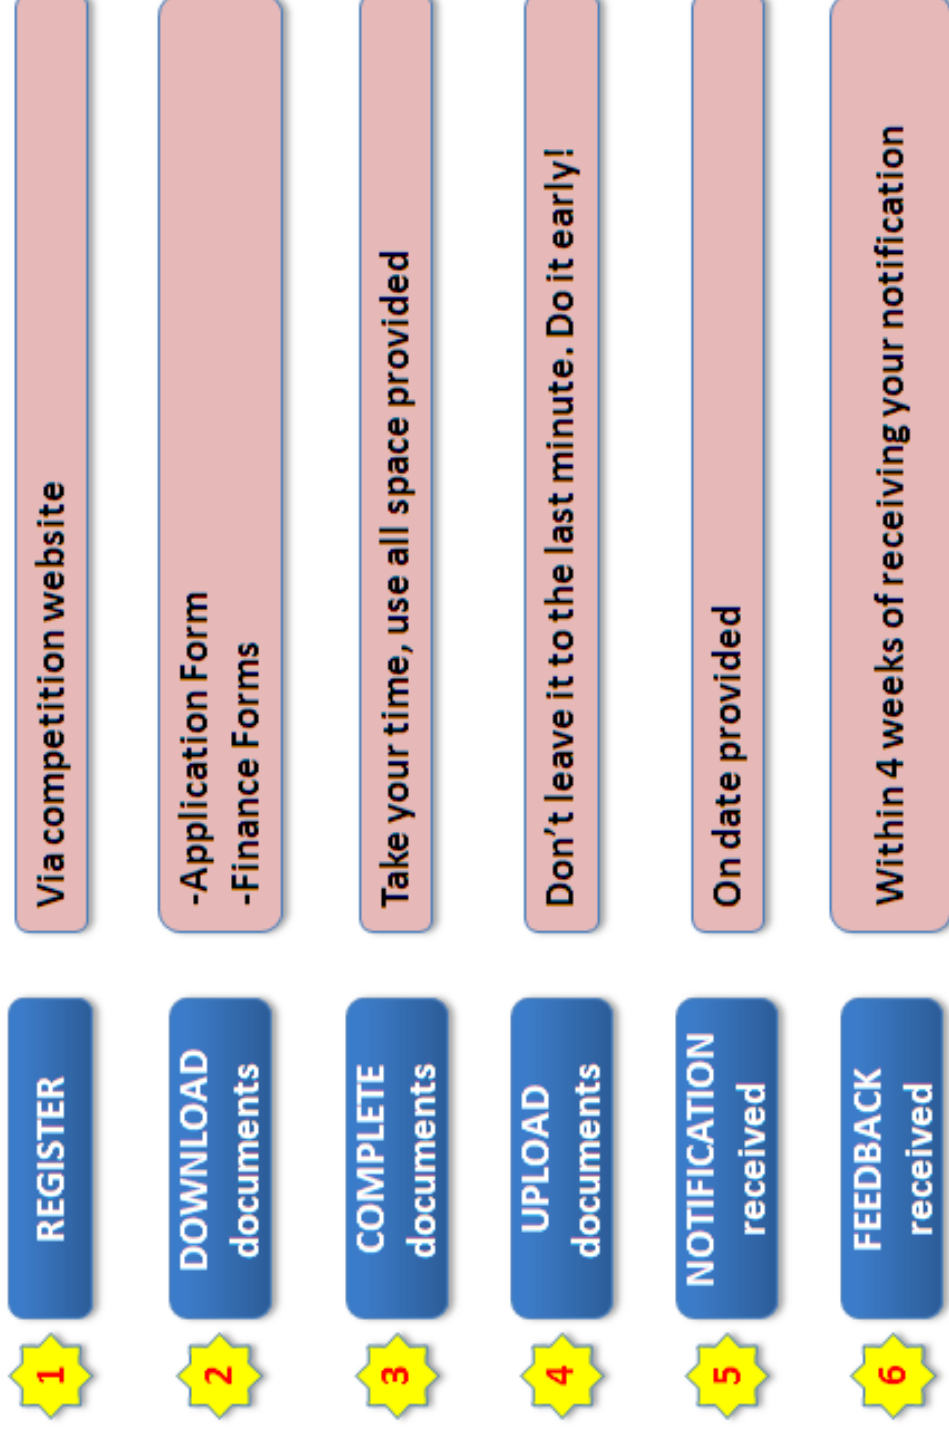 1
REGISTER
Via competition website
2
DOWNLOAD
documents
-Application Form
-Finance Forms
3
COMPLETE
documents
Take your time, use all space provided
4
UPLOAD
documents
Don’t leave it to the last minute. Do it early!
5
NOTIFICATION
received
On date provided
6
FEEDBACK
received
Within 4 weeks of receiving your notification